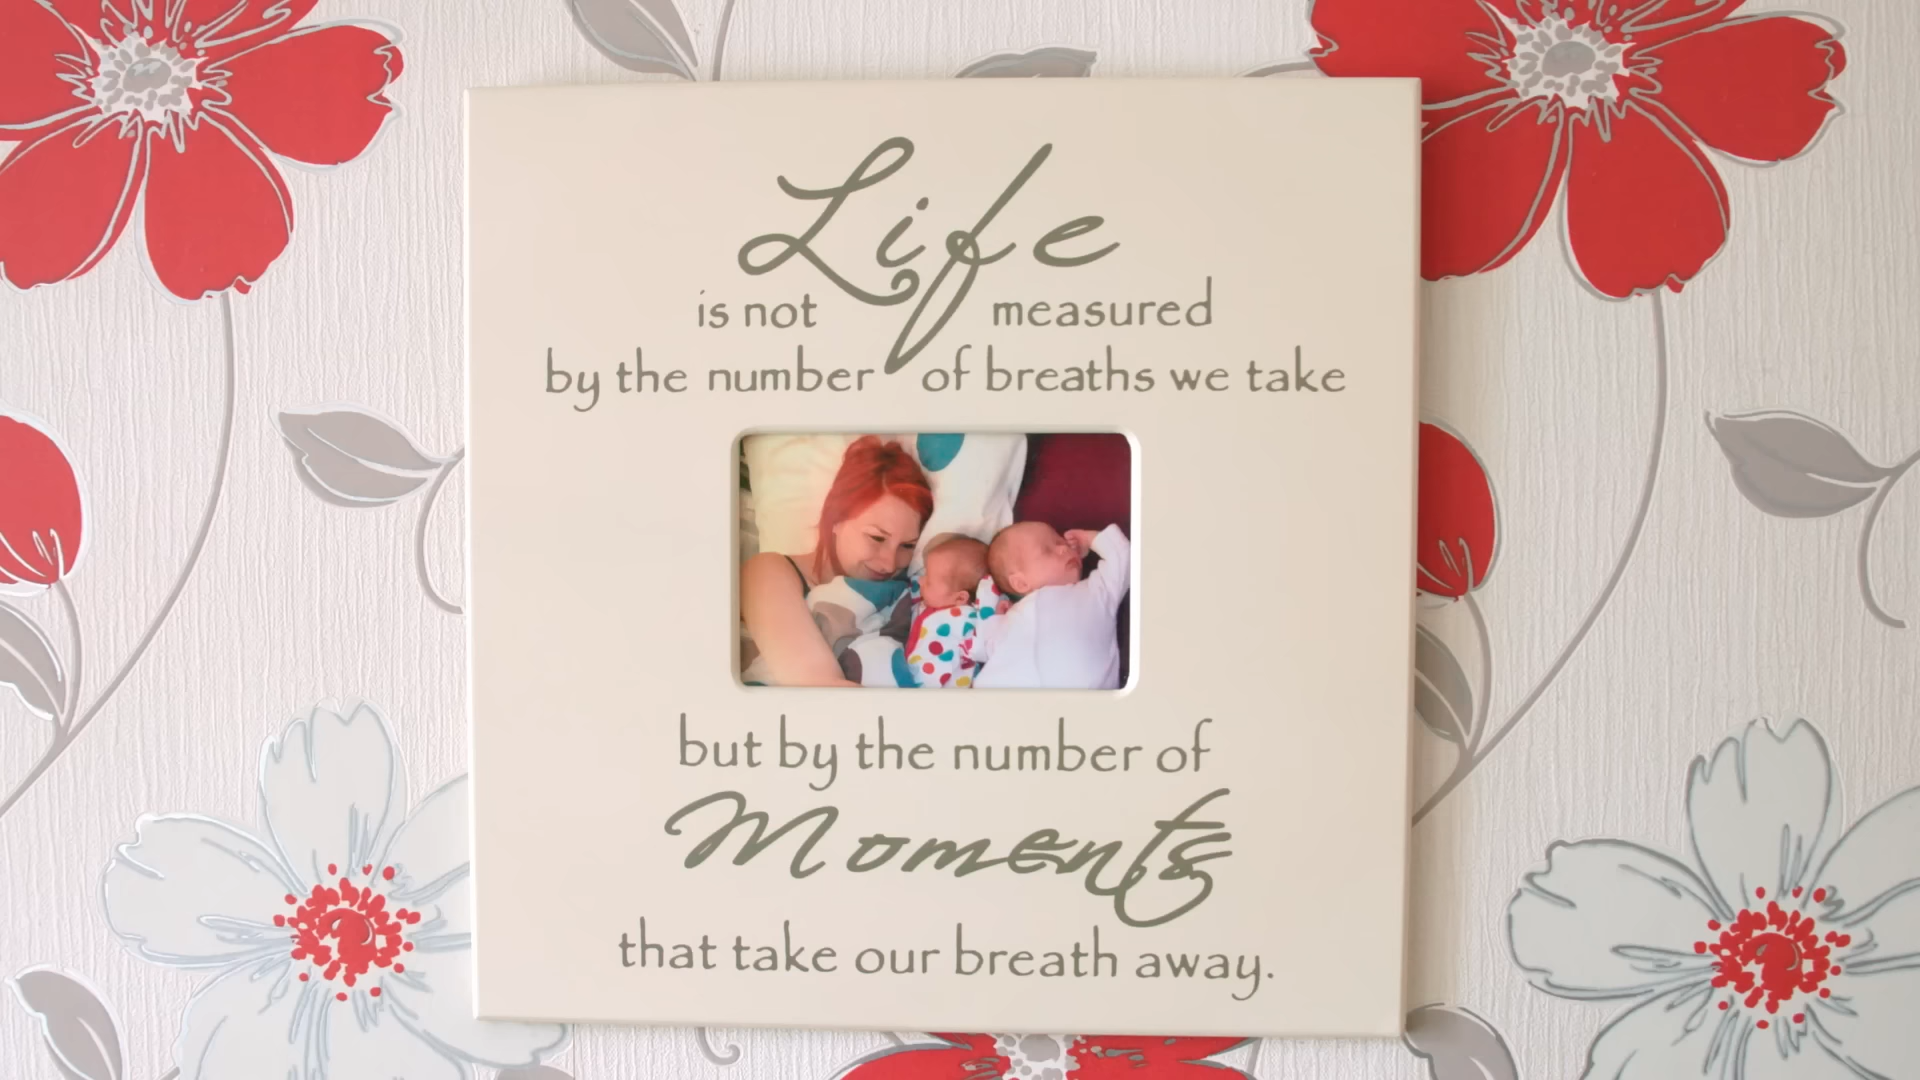 Life
is not measured
by the number of breaths we take
but by the number of
Moments
that take our breath away.